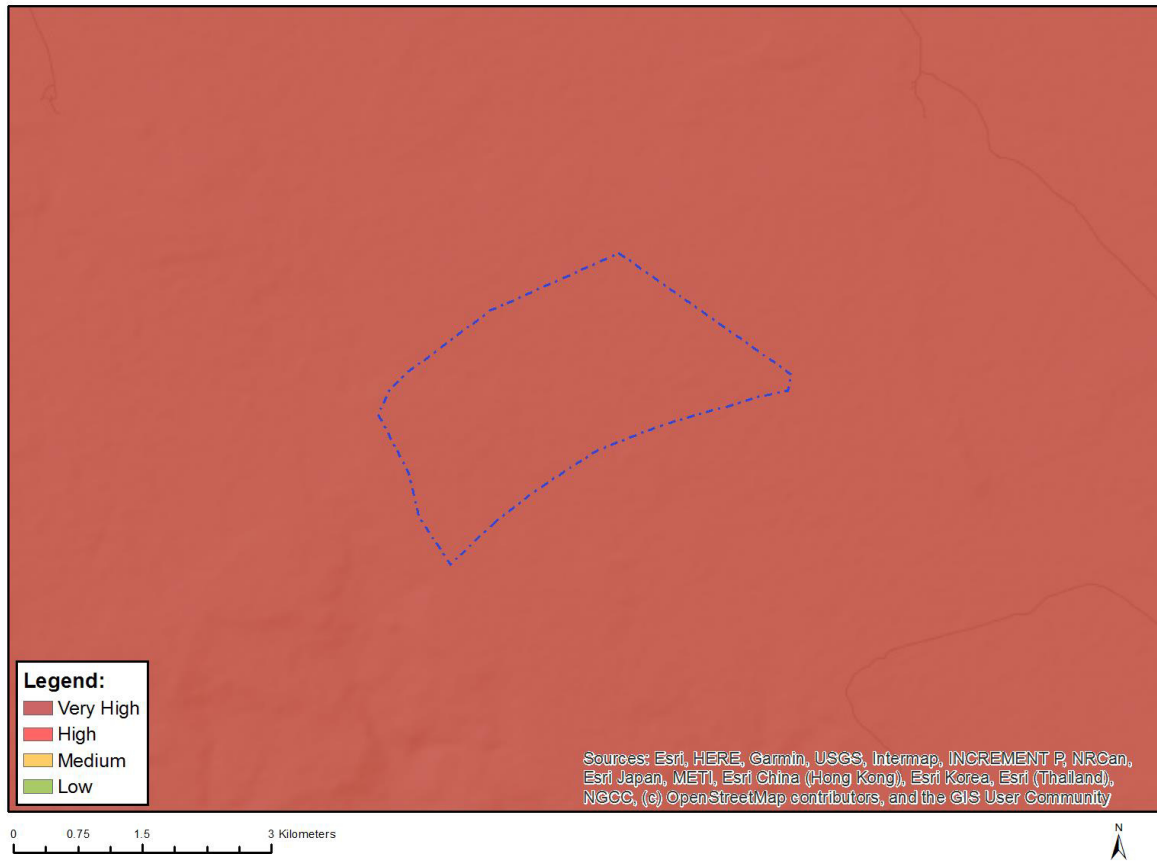 Legend:
Very High
High
Medium
Low
Sources: Esri, HERE, Garmin, USGS, Intermap, INCREMENT P, NRCan,
Esri Japan, METI, Esri China (Hong Kong), Esri Korea, Esri (Thailand),
NGCC, (c) OpenStreetMap contributors, and the GIS User Community
0 0.75 1.5 3 Kilometers
N